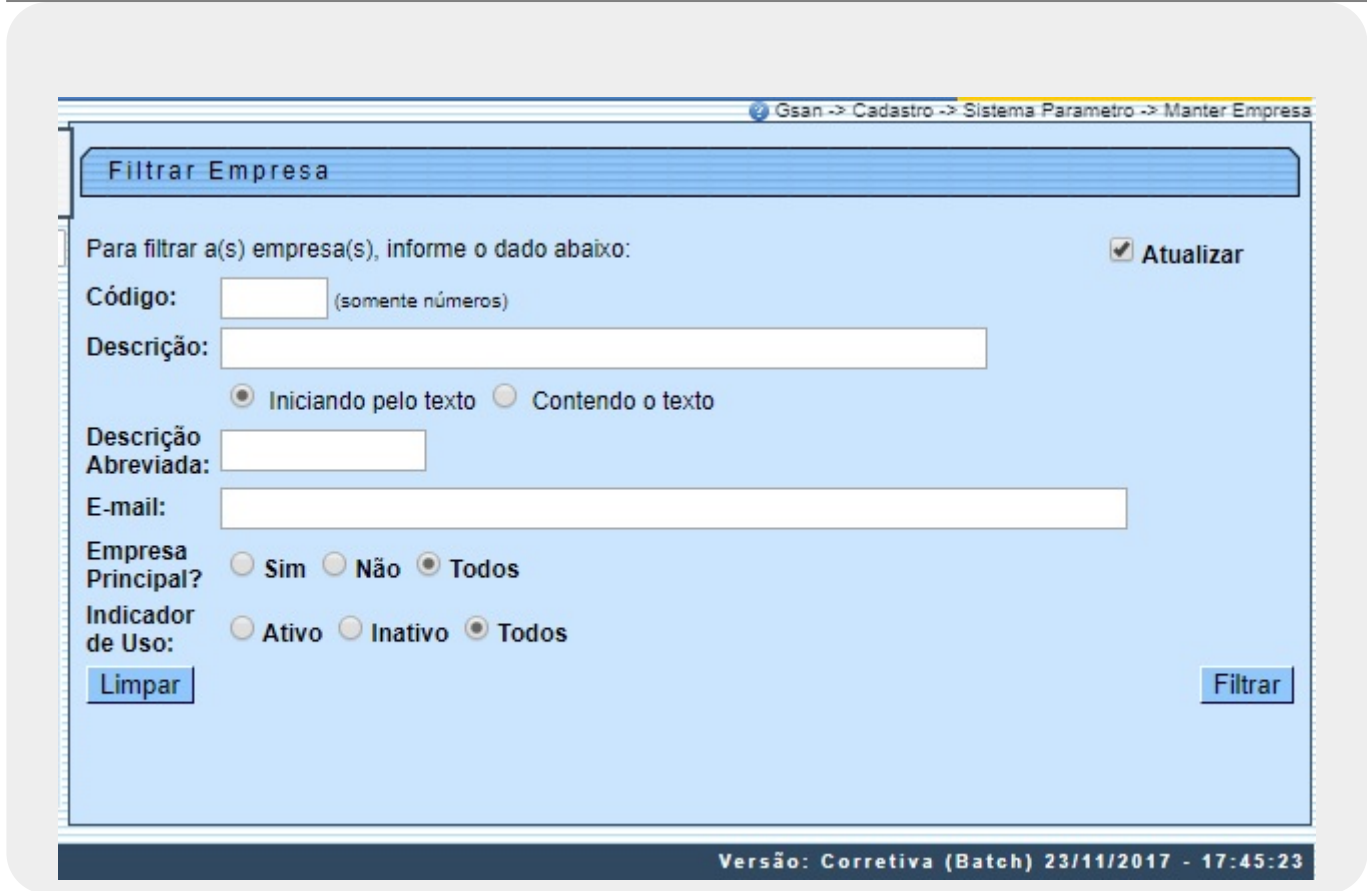 Gsan -> Cadastro -> Sistema Parametro -> Manter Empresa
Filtrar Empresa
Para filtrar a(s) empresa(s), informe o dado abaixo:
Atualizar
Código:
(somente números)
Descrição:
Iniciando pelo texto
Contendo o texto
Descrição
Abreviada:
E-mail:
Empresa
Principal?
Sim
Não
Todos
Indicador
de Uso:
Ativo
Inativo
Todos
Limpar
Filtrar
Versão: Corretiva (Batch) 23/11/2017 - 17:45:23